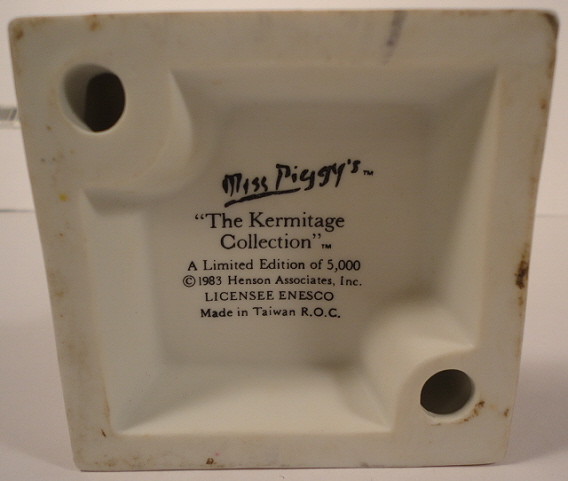 Miss Piggy's™
"The Kermitage
Collection"™
A Limited Edition of 5,000
©1983 Henson Associates, Inc.
LICENSEE ENESCO
Made in Taiwan R.O.C.